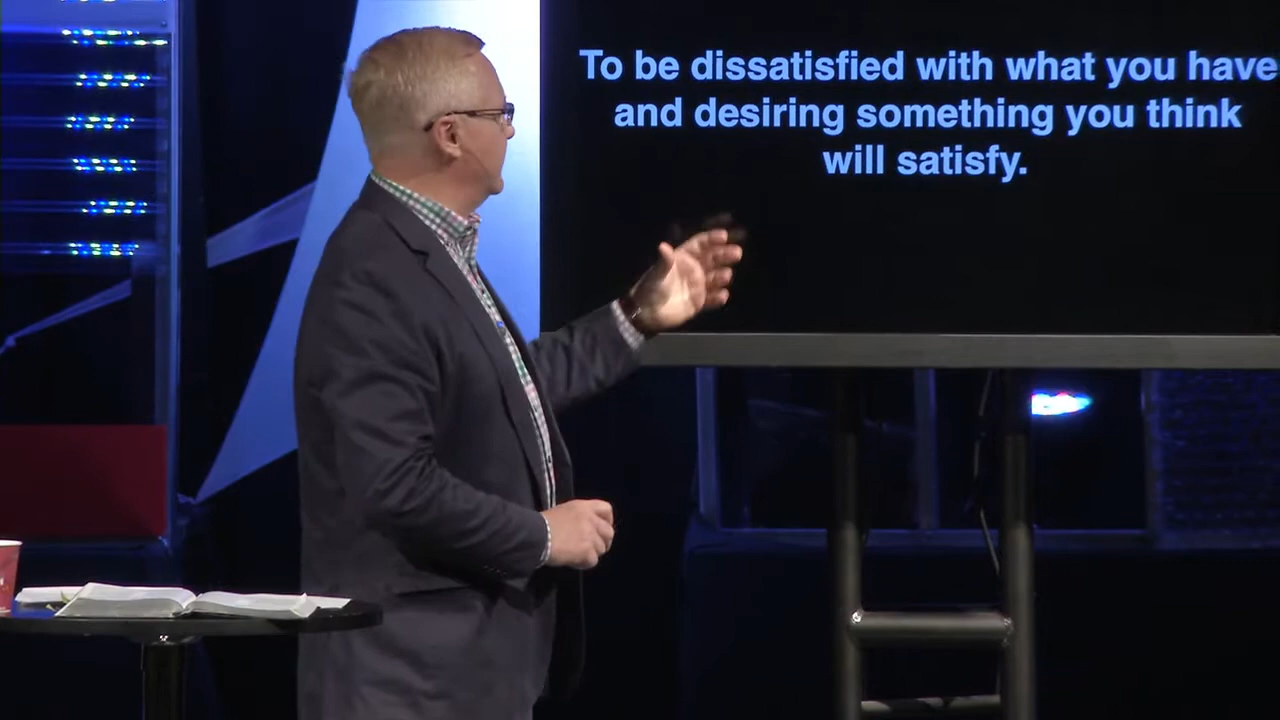 To be dissatisfied with what you have
and desiring something you think
will satisfy.